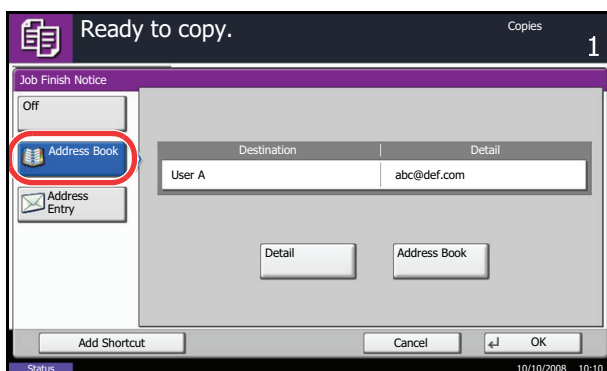 Ready to copy.
Copies
1
Job Finish Notice
Off
Address Book
Address
Entry
Destination Detail
User A abc@def.com
Detail Address Book
Add Shortcut Cancel OK
Status 10/10/2008 10:10